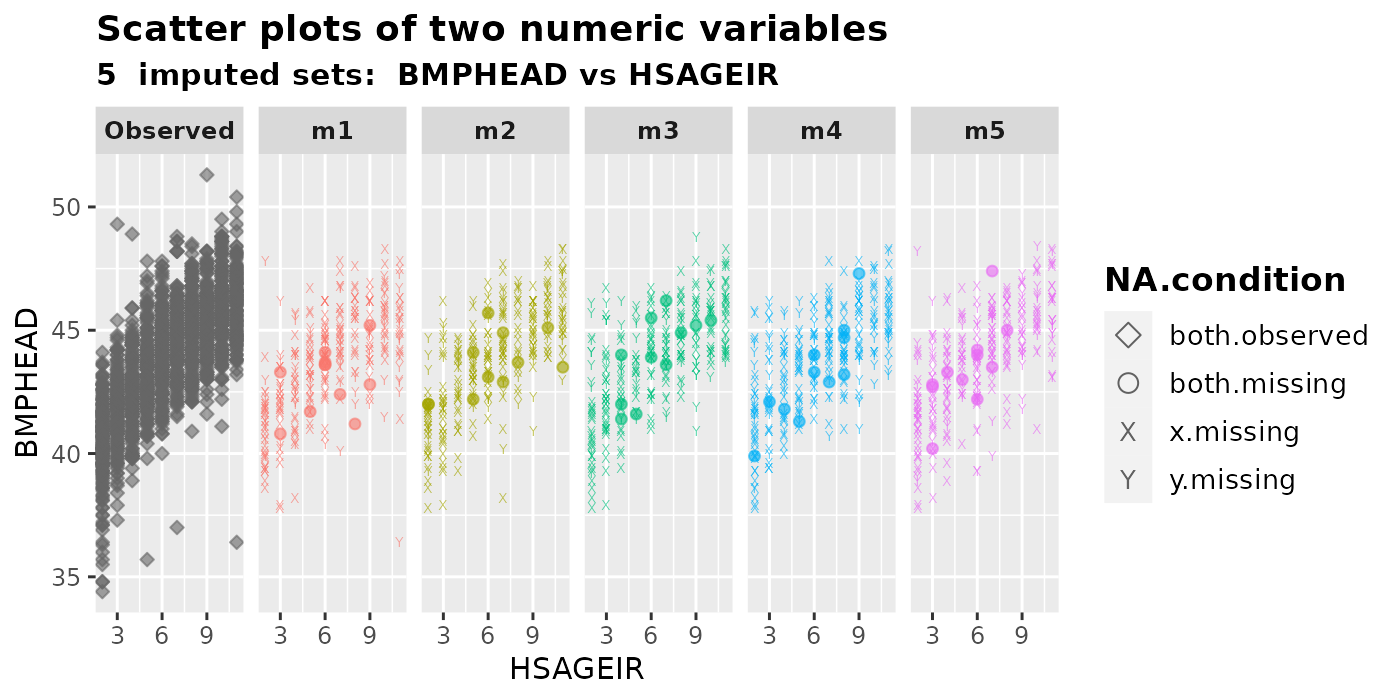 Scatter plots of two numeric variables
5 imputed sets: BMPHEAD vs HSAGEIR
Observed m1 m2 m3 m4 m5
50
45
40
35
BMPHEAD
3 6 9 3 6 9 3 6 9 3 6 9 3 6 9 3 6 9
HSAGEIR
NA.condition
both.observed
both.missing
X x.missing
Y y.missing